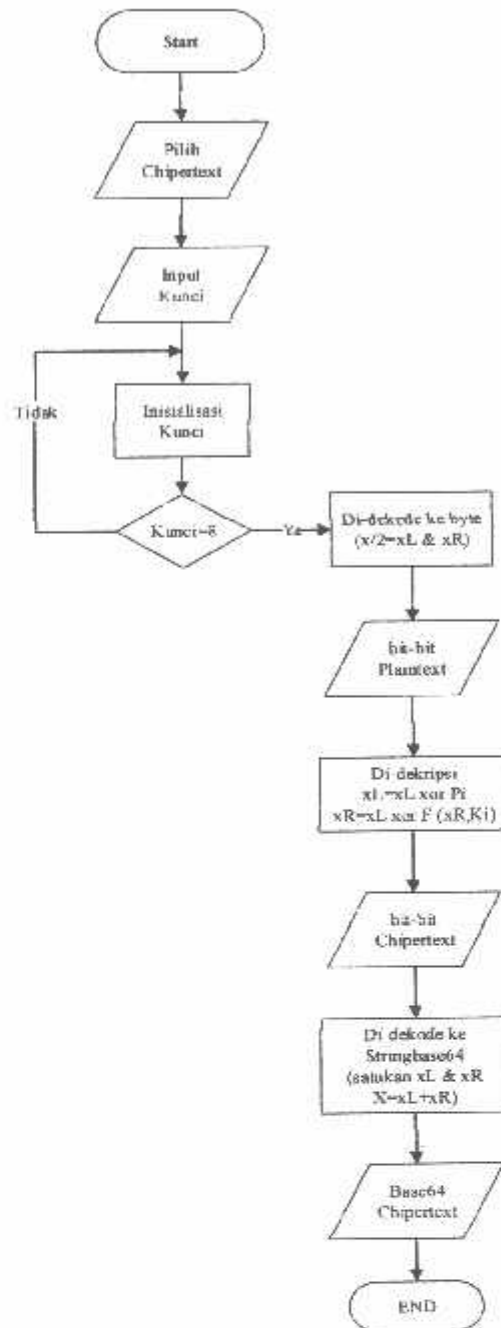 Start
Pilih
Chipertext
Input
Kunci
Inisialisasi
Kunci
Tidak
Kunci=8
Ya
Di-dekode ke byte
(x/2=xL & xR)
bit-bit
Plaintext
Di dekripsi
xL=xL xor Pi
xR=xL xor F (xR,Ki)
bit-bit
Chipertext
Di dekode ke
Stringbase64
(satukan xL & xR
X=xL+xR)
Base64
Chipertext
END